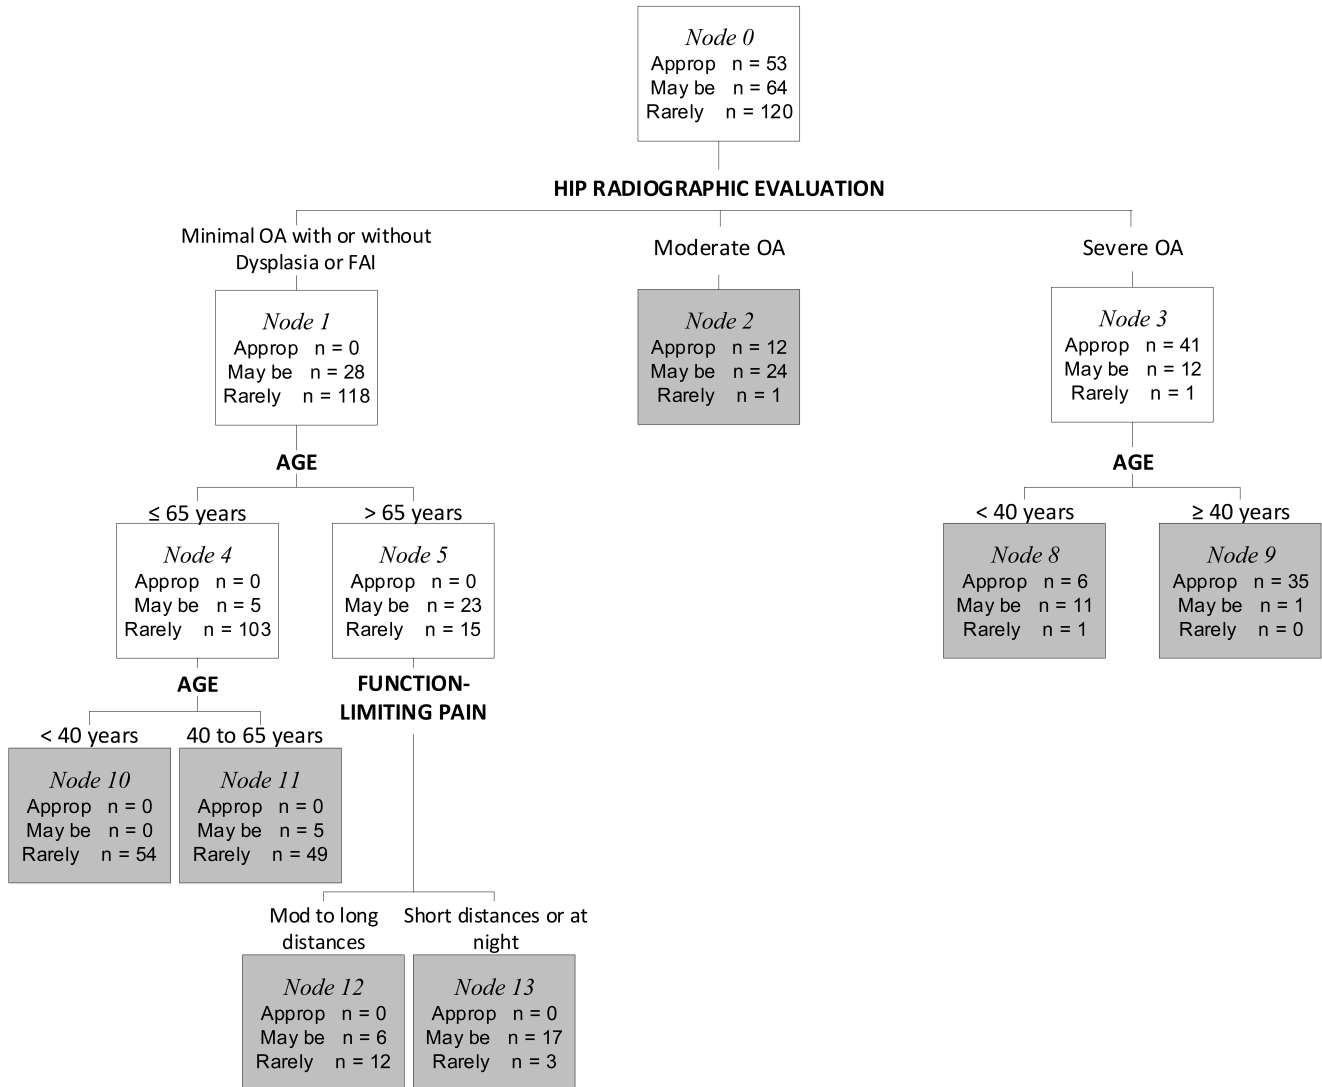 Node 0
Approp n = 53
May be n = 64
Rarely n = 120
HIP RADIOGRAPHIC EVALUATION
Minimal OA with or without
Dysplasia or FAI
Moderate OA
Severe OA
Node 1
Approp n = 0
May be n = 28
Rarely n = 118
Node 2
Approp n = 12
May be n = 24
Rarely n = 1
Node 3
Approp n = 41
May be n = 12
Rarely n = 1
AGE
AGE
≤ 65 years
> 65 years
< 40 years
≥ 40 years
Node 4
Approp n = 0
May be n = 5
Rarely n = 103
Node 5
Approp n = 0
May be n = 23
Rarely n = 15
Node 8
Approp n = 6
May be n = 11
Rarely n = 1
Node 9
Approp n = 35
May be n = 1
Rarely n = 0
AGE
FUNCTION-
LIMITING PAIN
< 40 years
40 to 65 years
Node 10
Approp n = 0
May be n = 0
Rarely n = 54
Node 11
Approp n = 0
May be n = 5
Rarely n = 49
Mod to long
distances
Short distances or at
night
Node 12
Approp n = 0
May be n = 6
Rarely n = 12
Node 13
Approp n = 0
May be n = 17
Rarely n = 3